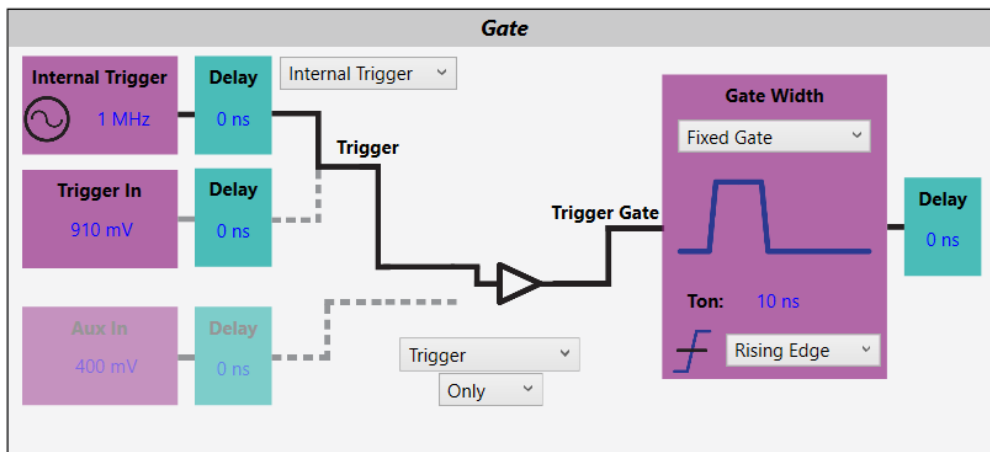 Gate
Internal Trigger
1 MHz
Delay
0 ns
Internal Trigger
Trigger
Trigger In
910 mV
Delay
0 ns
Aux In
400 mV
Delay
0 ns
Trigger
Only
Trigger Gate
Gate Width
Fixed Gate
Ton: 10 ns
Rising Edge
Delay
0 ns